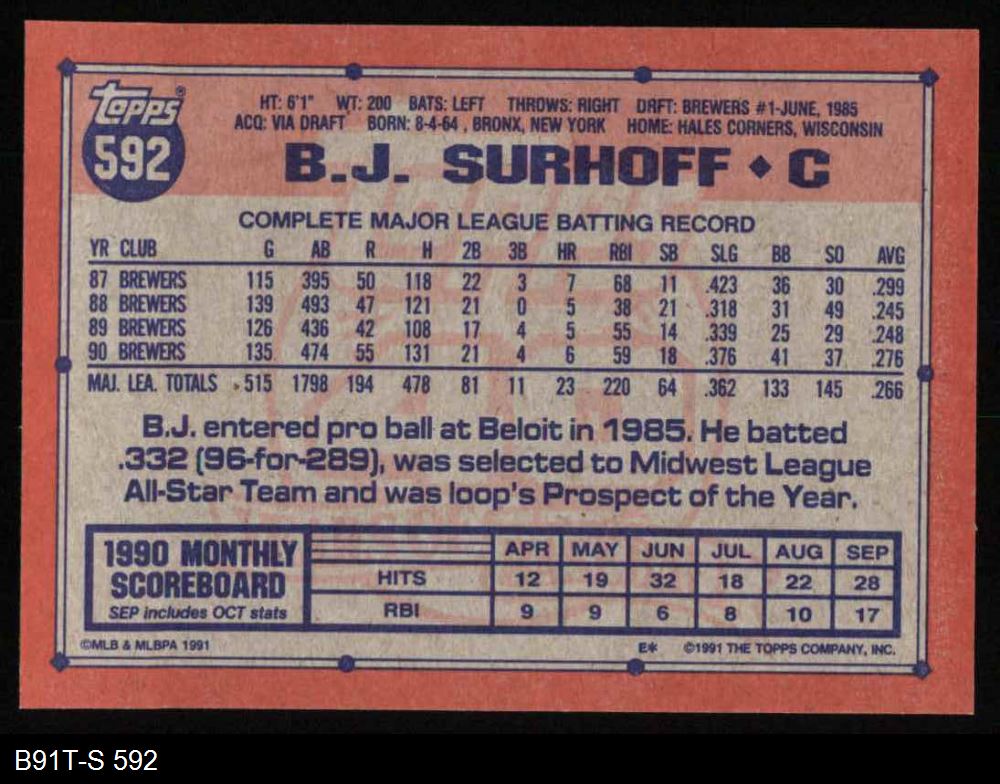 Topps®
592
HT: 6'1" WT: 200 BATS: LEFT THROWS: RIGHT DRFT: BREWERS #1-JUNE, 1985
ACQ: VIA DRAFT BORN: 8-4-64, BRONX, NEW YORK HOME: HALES CORNERS, WISCONSIN
B.J. SURHOFF ◆ C
COMPLETE MAJOR LEAGUE BATTING RECORD
YR CLUB G AB R H 2B 3B HR RBI SB SLG BB SO AVG
87 BREWERS 115 395 50 118 22 3 7 68 11 .423 36 30 .299
88 BREWERS 139 493 47 121 21 0 5 38 21 .318 31 49 .245
89 BREWERS 126 436 42 108 17 4 5 55 14 .339 25 29 .248
90 BREWERS 135 474 55 131 21 4 6 59 18 .376 41 37 .276
MAJ. LEA. TOTALS 515 1798 194 478 81 11 23 220 64 .362 133 145 .266
B.J. entered pro ball at Beloit in 1985. He batted
.332 (96-for-289), was selected to Midwest League
All-Star Team and was loop's Prospect of the Year.
1990 MONTHLY
SCOREBOARD
SEP includes OCT stats
APR MAY JUN JUL AUG SEP
HITS 12 19 32 18 22 28
RBI 9 9 6 8 10 17
©MLB & MLBPA 1991 E* ©1991 THE TOPPS COMPANY, INC.
B91T-S 592